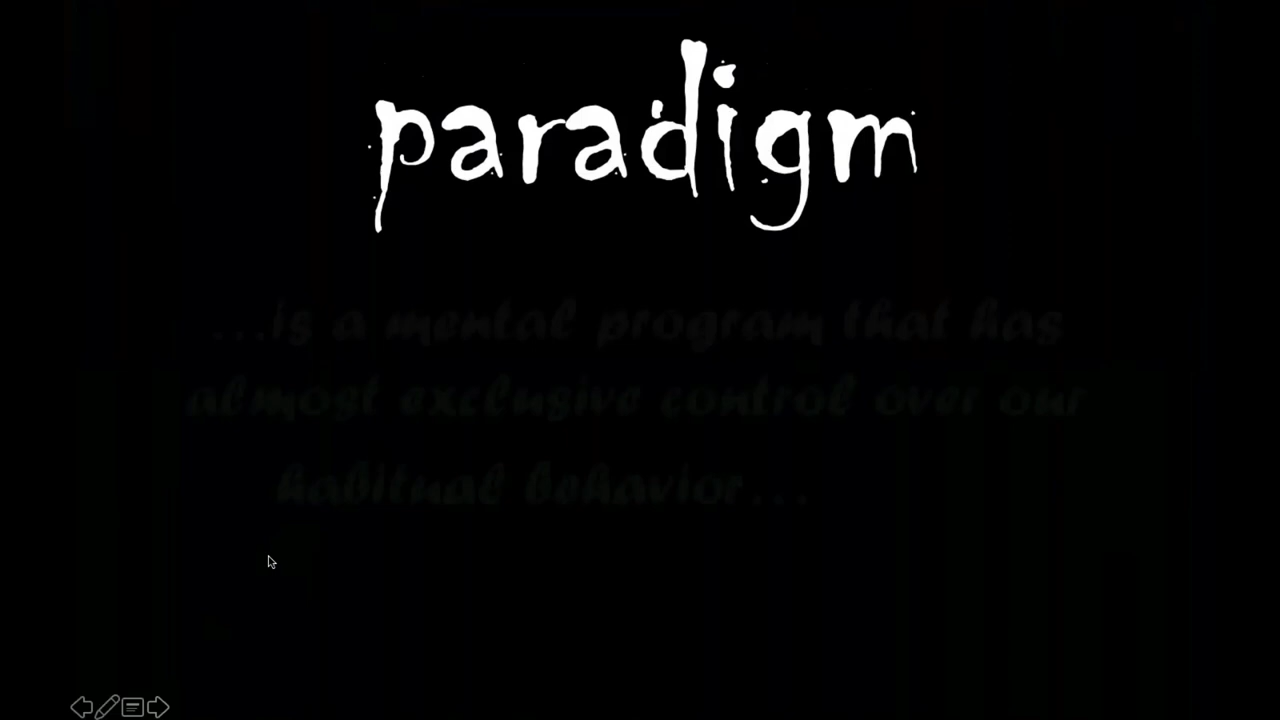 paradigm
...is a mental program that has
almost exclusive control over our
habitual behavior...